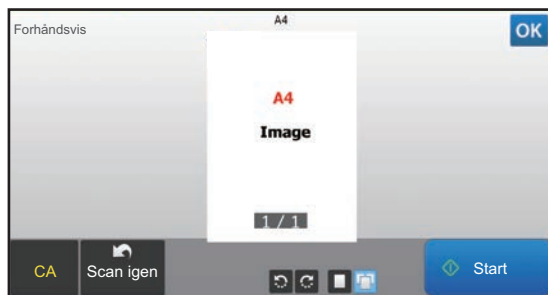 Forhåndsvis
A4
OK
A4
Image
1 / 1
CA
Scan igen
Start